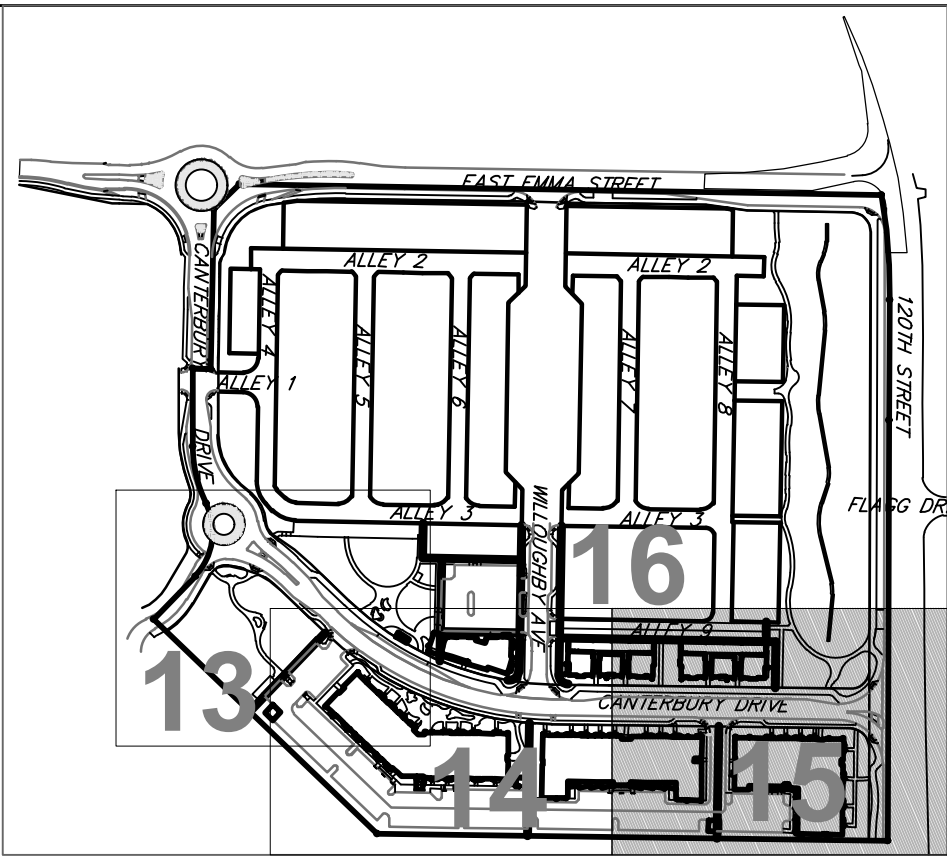 EAST EMMA STREET
CANTERBURY
ALLEY 2
ALLEY 2
ALLEY 4
ALLEY 5
ALLEY 6
ALLEY 7
ALLEY 8
120TH STREET
ALLEY 1
DRIVE
ALLEY 3
WILLOUGHBY AVE
ALLEY 3
FLAGG DR
16
ALLEY 9
13
CANTERBURY DRIVE
14
15